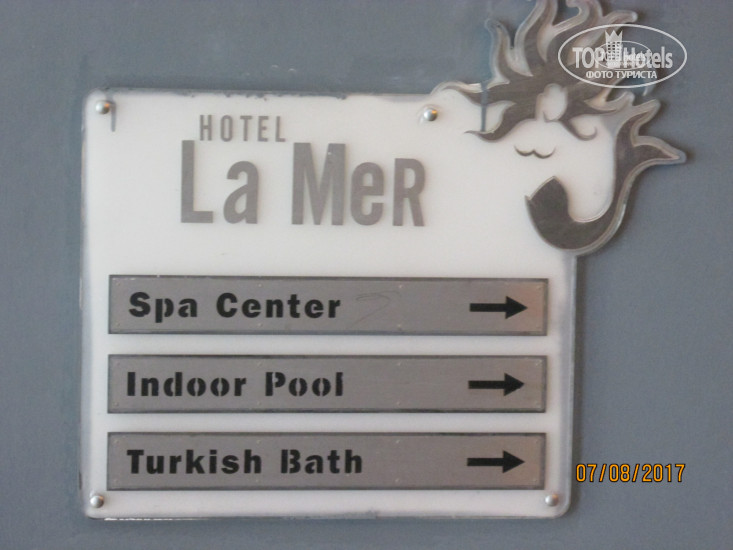 TOP Hotels
ФОТО ТУРИСТА
HOTEL
La MeR
Spa Center
Indoor Pool
Turkish Bath
07/08/2017